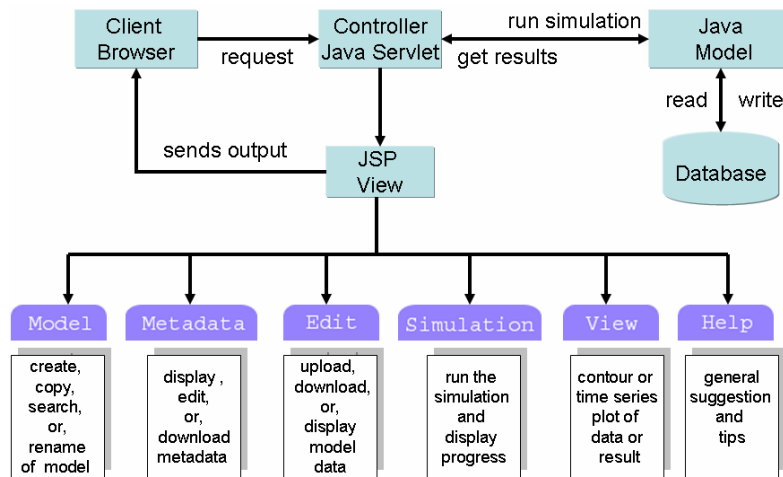 Client
Browser
request
Controller
Java Servlet
run simulation
get results
Java
Model
read
write
Database
sends output
JSP
View
Model
Metadata
Edit
Simulation
View
Help
create,
copy,
search,
or,
rename
of model
display ,
edit,
or,
download
metadata
upload,
download,
or,
display
model
data
run the
simulation
and
display
progress
contour or
time series
plot of
data or
result
general
suggestion
and
tips